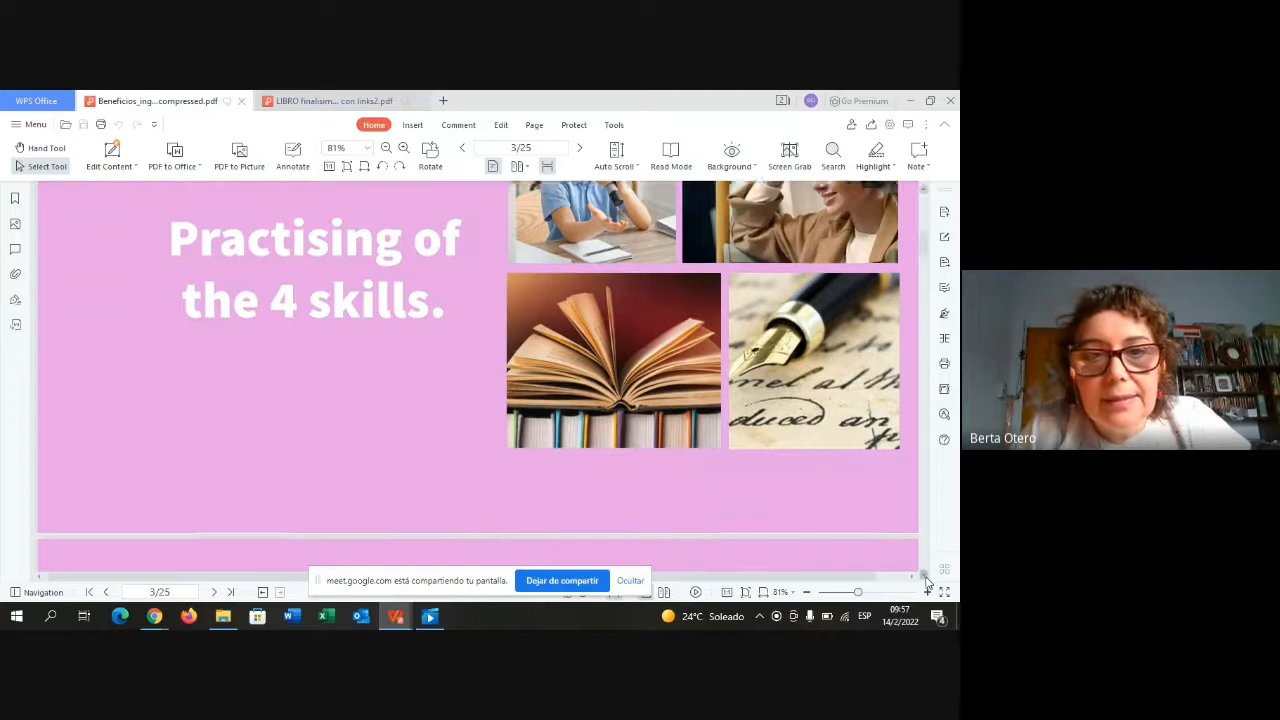 WPS Office
Beneficios_ing...compressed.pdf
LIBRO finalisim... con links2.pdf
Go Premium
Menu
Home
Insert
Comment
Edit
Page
Protect
Tools
Hand Tool
Select Tool
Edit Content
PDF to Office
PDF to Picture
Annotate
81%
Rotate
3/25
Auto Scroll
Read Mode
Background
Screen Grab
Search
Highlight
Note
Practising of
the 4 skills.
duced an
Berta Otero
meet.google.com está compartiendo tu pantalla.
Dejar de compartir
Ocultar
Navigation
3/25
81%
24°C Soleado
ESP
09:57
14/2/2022
4